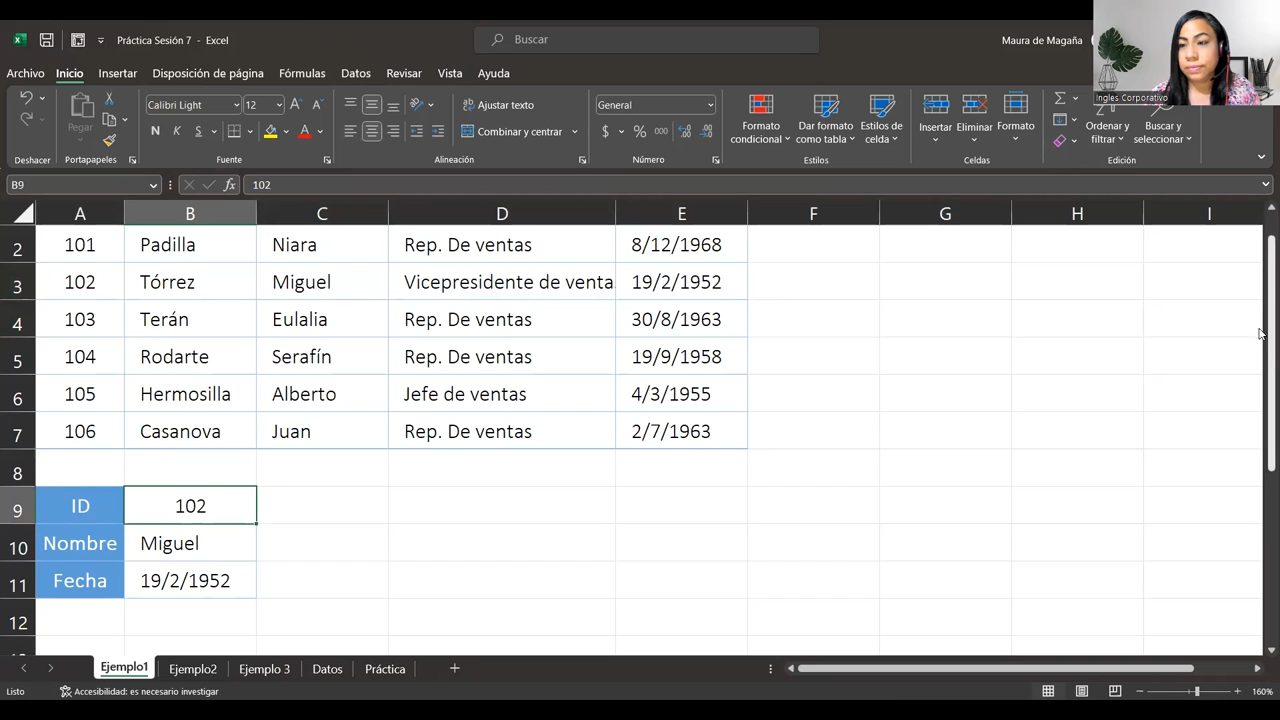 Práctica Sesión 7 - Excel
Buscar
Maura de Magaña
Ingles Corporativo
Archivo Inicio Insertar Disposición de página Fórmulas Datos Revisar Vista Ayuda
Pegar
Calibri Light 12
N K S
Ajustar texto
Combinar y centrar
General
$ % 000
Formato condicional
Dar formato como tabla
Estilos de celda
Insertar Eliminar Formato
Ordenar y filtrar
Buscar y seleccionar
Deshacer Portapapeles Fuente Alineación Número Estilos Celdas Edición
B9 fx 102
A B C D E F G H I
2 101 Padilla Niara Rep. De ventas 8/12/1968
3 102 Tórrez Miguel Vicepresidente de venta 19/2/1952
4 103 Terán Eulalia Rep. De ventas 30/8/1963
5 104 Rodarte Serafín Rep. De ventas 19/9/1958
6 105 Hermosilla Alberto Jefe de ventas 4/3/1955
7 106 Casanova Juan Rep. De ventas 2/7/1963
8
9 ID 102
10 Nombre Miguel
11 Fecha 19/2/1952
12
Ejemplo1 Ejemplo2 Ejemplo 3 Datos Práctica
Listo Accesibilidad: es necesario investigar 160%